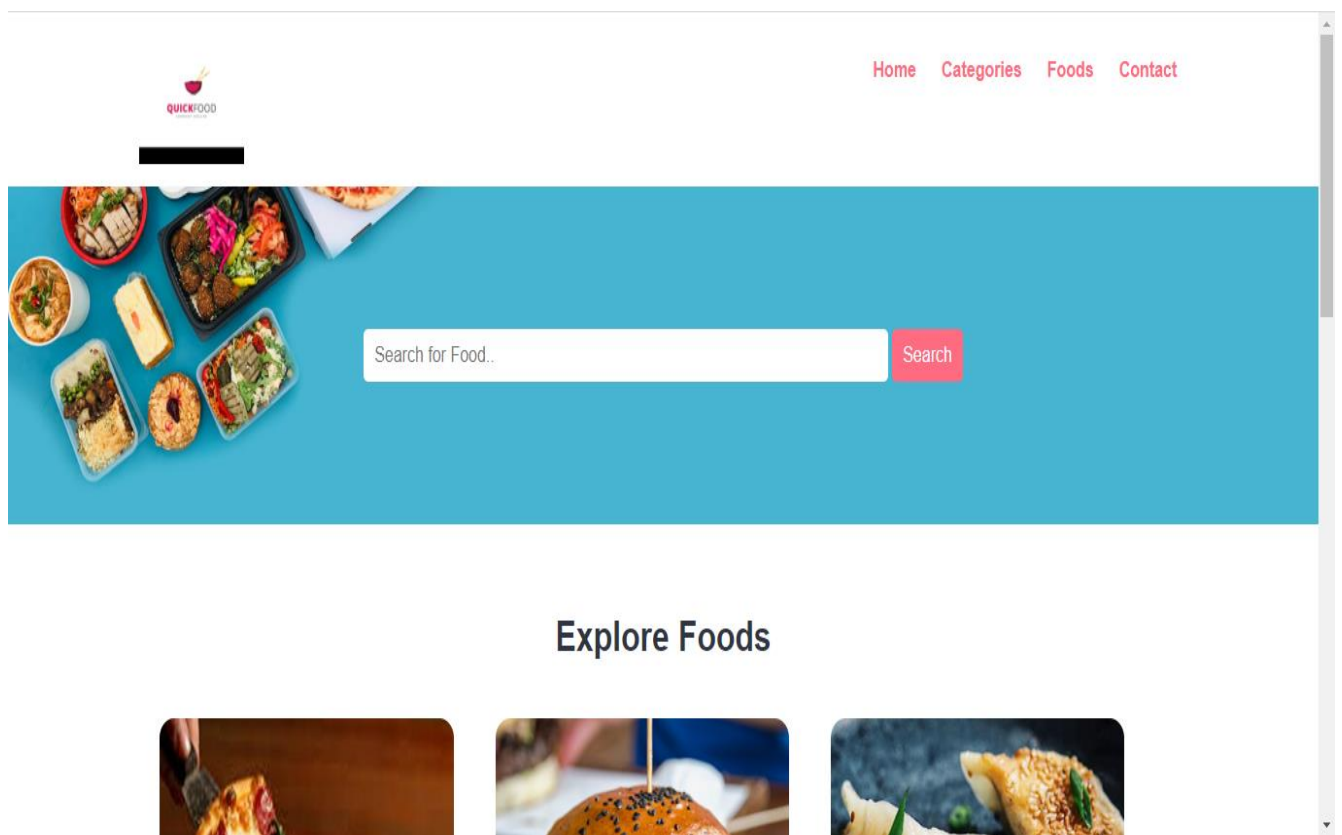 QUICKFOOD
Home Categories Foods Contact
Search for Food..
Search
Explore Foods